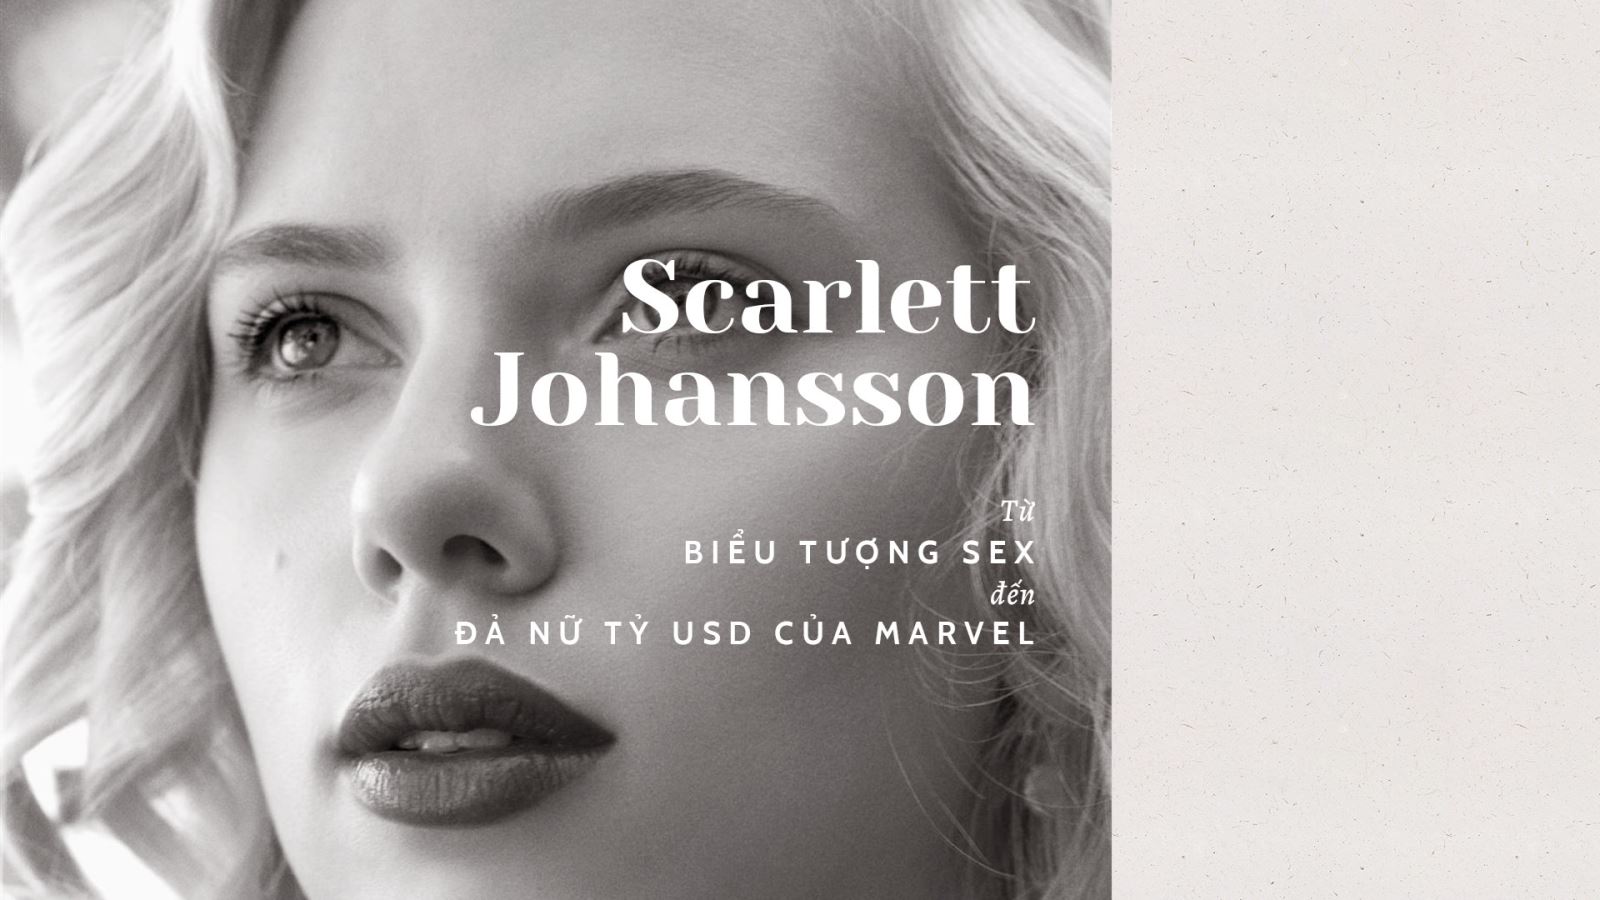 Scarlett
Johansson
Từ
BIỂU TƯỢNG SEX
đến
ĐẢ NỮ TỶ USD CỦA MARVEL